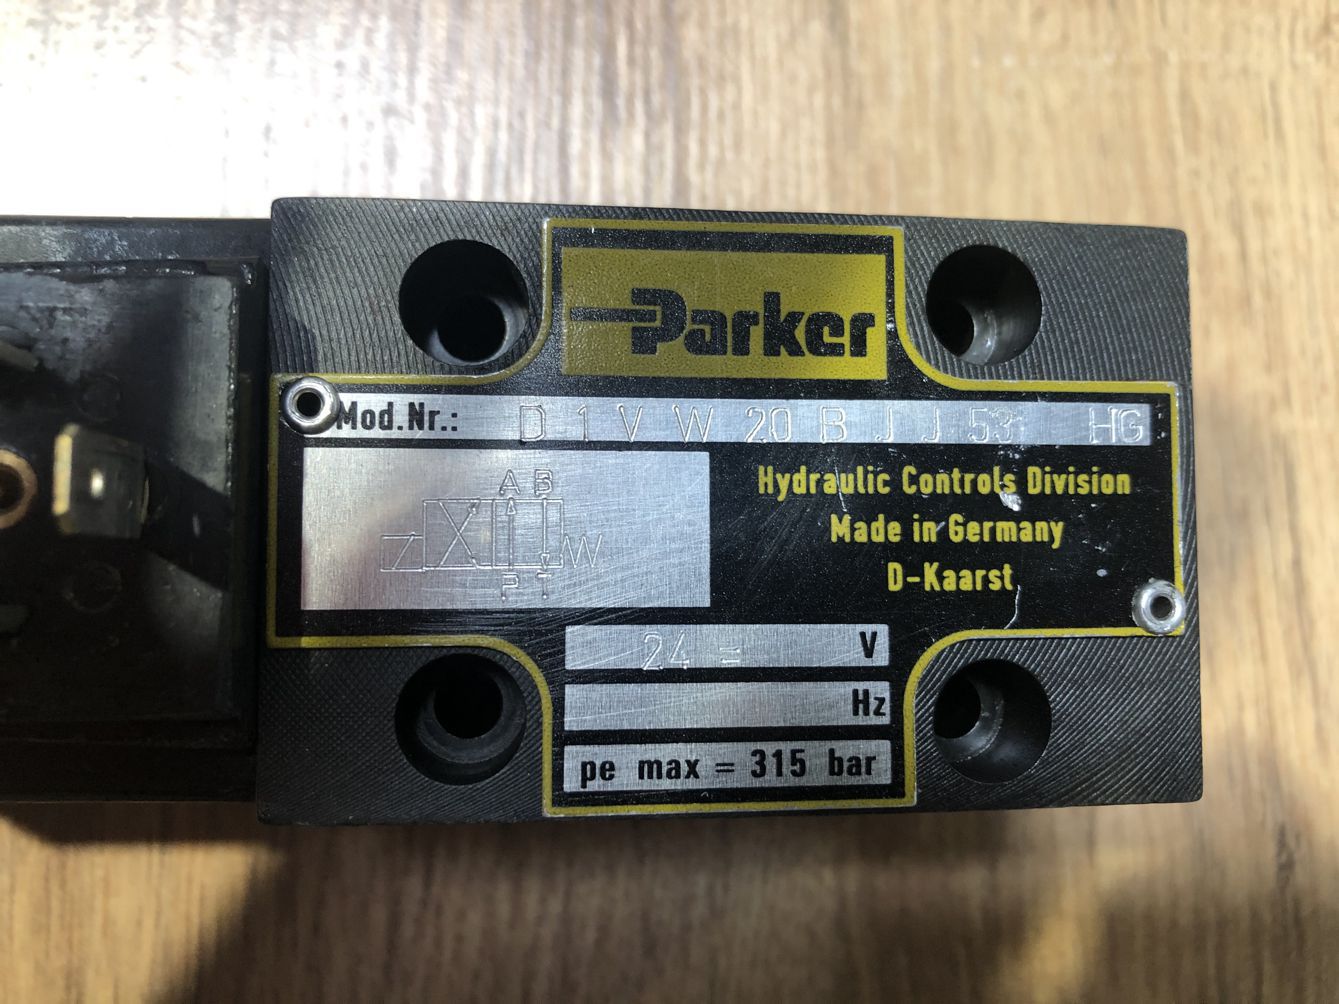 Parker
Mod.Nr.: D 1 V W 20 B J J 53 HG
A B
P T
Hydraulic Controls Division
Made in Germany
D-Kaarst
24 = V
Hz
pe max = 315 bar